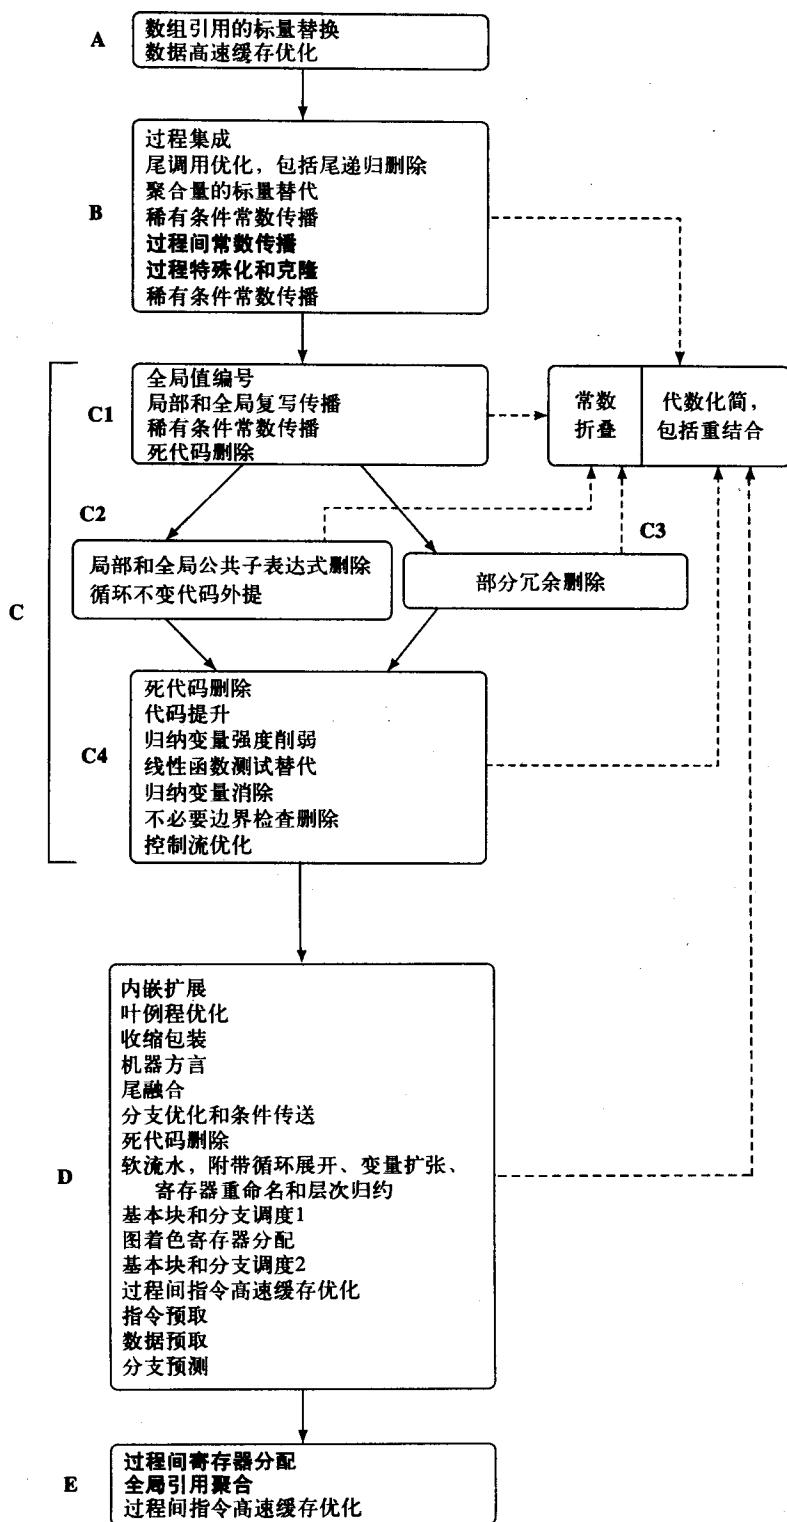 A
数组引用的标量替换
数据高速缓存优化
B
过程集成
尾调用优化，包括尾递归删除
聚合量的标量替代
稀有条件常数传播
过程间常数传播
过程特殊化和克隆
稀有条件常数传播
C
C1
全局值编号
局部和全局复写传播
稀有条件常数传播
死代码删除
常数
折叠
代数化简，
包括重结合
C2
局部和全局公共子表达式删除
循环不变代码外提
C3
部分冗余删除
C4
死代码删除
代码提升
归纳变量强度削弱
线性函数测试替代
归纳变量消除
不必要边界检查删除
控制流优化
D
内嵌扩展
叶例程优化
收缩包装
机器方言
尾融合
分支优化和条件传送
死代码删除
软流水，附带循环展开、变量扩张、
寄存器重命名和层次归约
基本块和分支调度1
图着色寄存器分配
基本块和分支调度2
过程间指令高速缓存优化
指令预取
数据预取
分支预测
E
过程间寄存器分配
全局引用聚合
过程间指令高速缓存优化